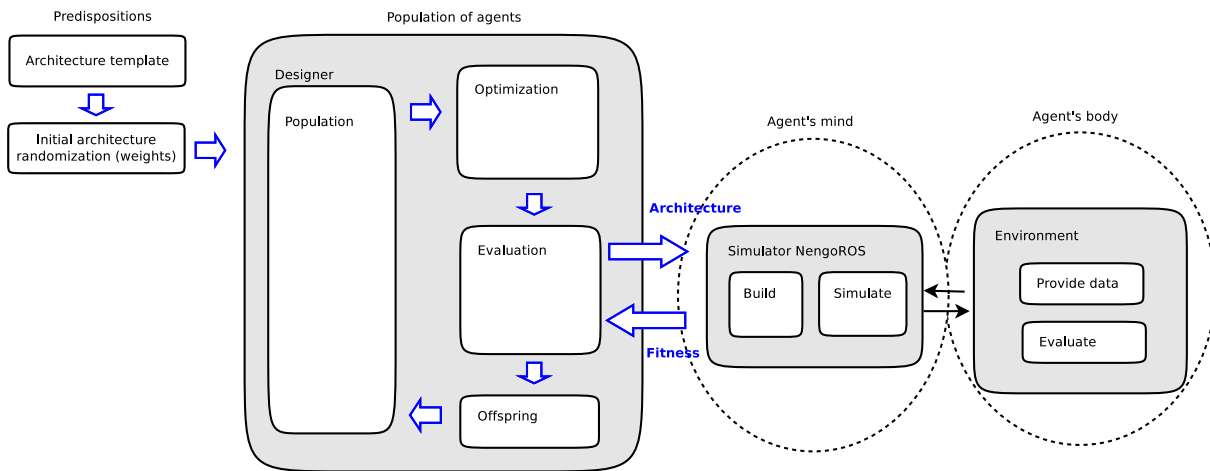 Predispositions
Architecture template
Initial architecture
randomization (weights)
Population of agents
Designer
Population
Optimization
Evaluation
Offspring
Architecture
Fitness
Agent's mind
Simulator NengoROS
Build
Simulate
Agent's body
Environment
Provide data
Evaluate